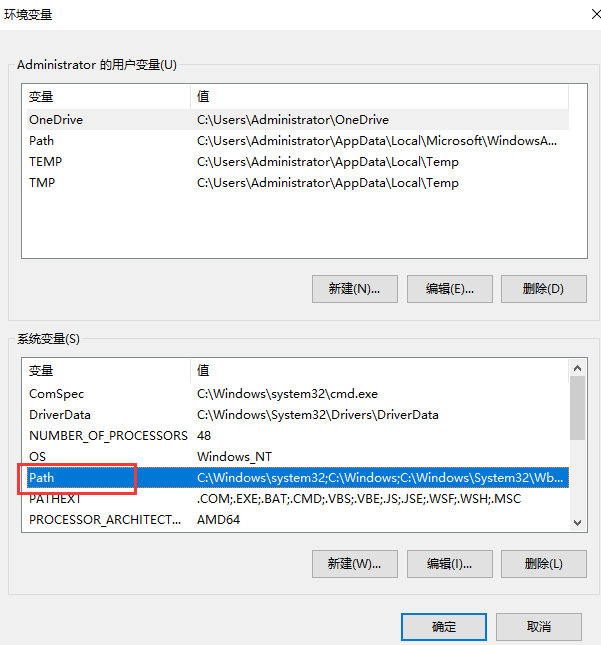 环境变量
Administrator 的用户变量(U)
变量 值
OneDrive C:\Users\Administrator\OneDrive
Path C:\Users\Administrator\AppData\Local\Microsoft\WindowsA...
TEMP C:\Users\Administrator\AppData\Local\Temp
TMP C:\Users\Administrator\AppData\Local\Temp
新建(N)... 编辑(E)... 删除(D)
系统变量(S)
变量 值
ComSpec C:\Windows\system32\cmd.exe
DriverData C:\Windows\System32\Drivers\DriverData
NUMBER_OF_PROCESSORS 48
OS Windows_NT
Path C:\Windows\system32;C:\Windows;C:\Windows\System32\Wb...
PATHEXT .COM;.EXE;.BAT;.CMD;.VBS;.VBE;.JS;.JSE;.WSF;.WSH;.MSC
PROCESSOR_ARCHITECT... AMD64
新建(W)... 编辑(I)... 删除(L)
确定 取消